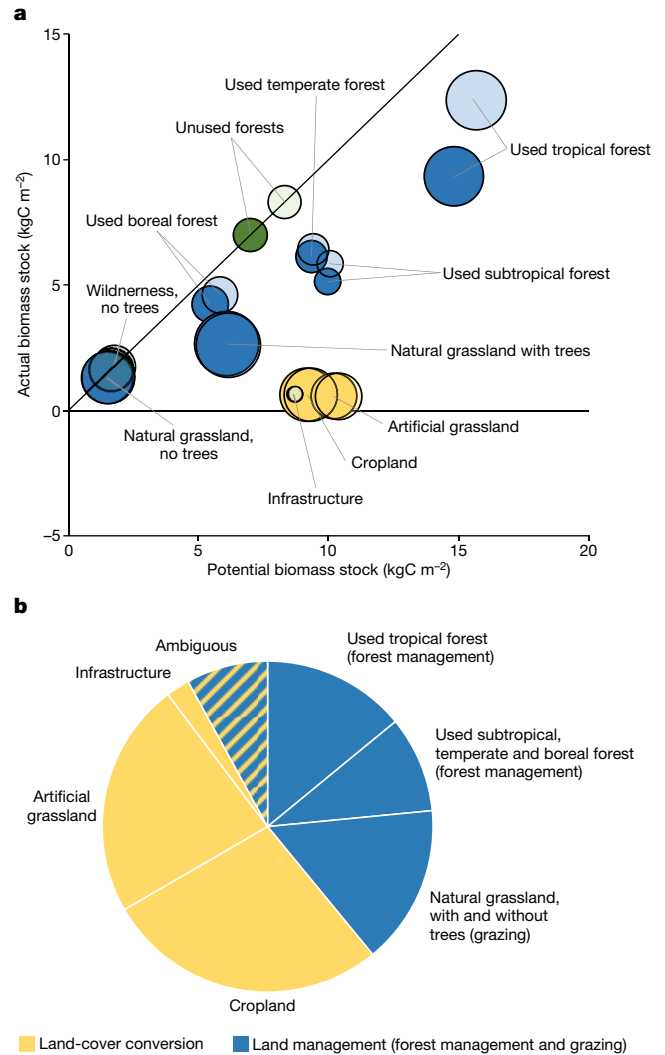 a
15
Used temperate forest
Unused forests
10
Used tropical forest
Actual biomass stock (kgC m⁻²)
Used boreal forest
5
Used subtropical forest
Wildnerness,
no trees
Natural grassland with trees
0
Artificial grassland
Natural grassland,
no trees
Cropland
Infrastructure
–5
0
5
10
15
20
Potential biomass stock (kgC m⁻²)
b
Ambiguous
Used tropical forest
(forest management)
Infrastructure
Used subtropical,
temperate and boreal forest
(forest management)
Artificial
grassland
Natural grassland,
with and without
trees (grazing)
Cropland
Land-cover conversion
Land management (forest management and grazing)